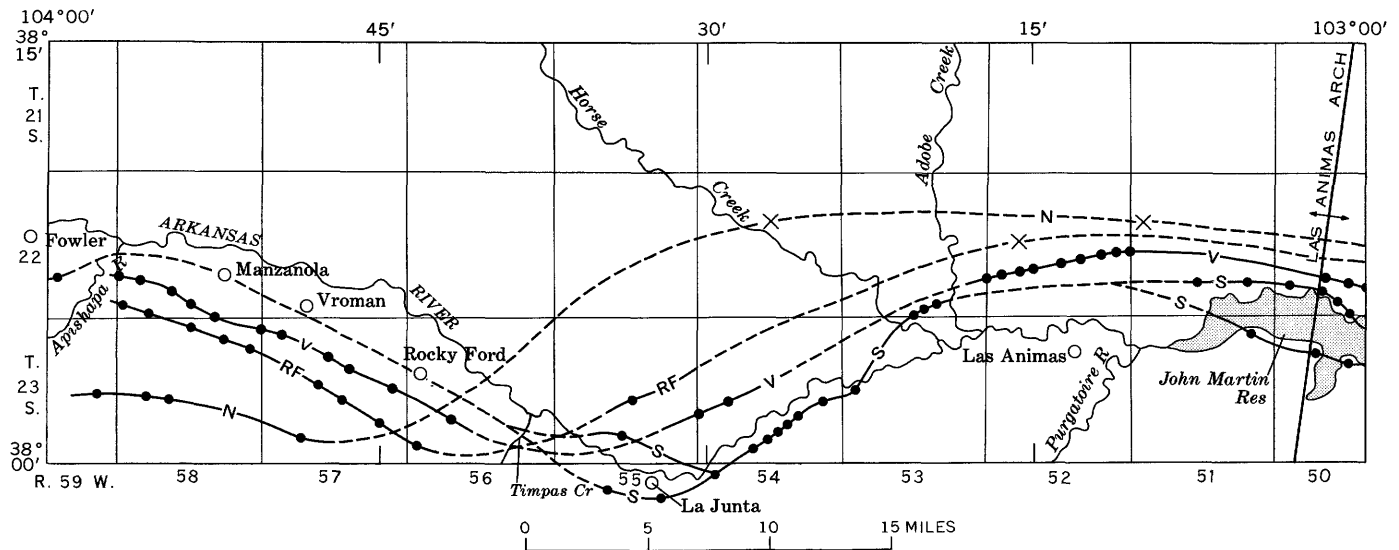 104°00'
45'
30'
15'
103°00'
38°
15'
T.
21
S.
Horse
Creek
Adobe
Creek
LAS ANIMAS ARCH
ARKANSAS
RIVER
N
Fowler
22
Manzanola
Apishapa R
Vroman
V
S
V
S
T.
23
S.
Rocky Ford
RF
RF
V
S
Las Animas
Purgatoire R
John Martin
Res
N
S
38°
00'
R. 59 W.
58
57
56
55
54
53
52
51
50
Timpas Cr
S
La Junta
0
5
10
15 MILES